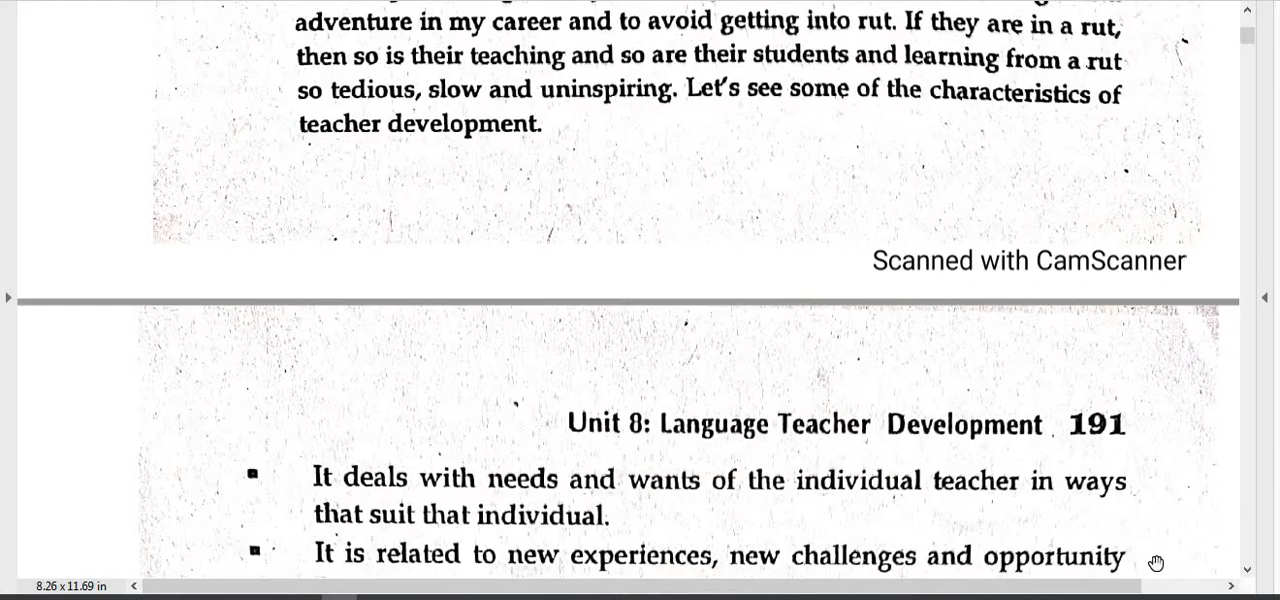 adventure in my career and to avoid getting into rut. If they are in a rut,
then so is their teaching and so are their students and learning from a rut
so tedious, slow and uninspiring. Let's see some of the characteristics of
teacher development.
Scanned with CamScanner
Unit 8: Language Teacher Development 191
▪ It deals with needs and wants of the individual teacher in ways
that suit that individual.
▪ It is related to new experiences, new challenges and opportunity
8.26 x 11.69 in